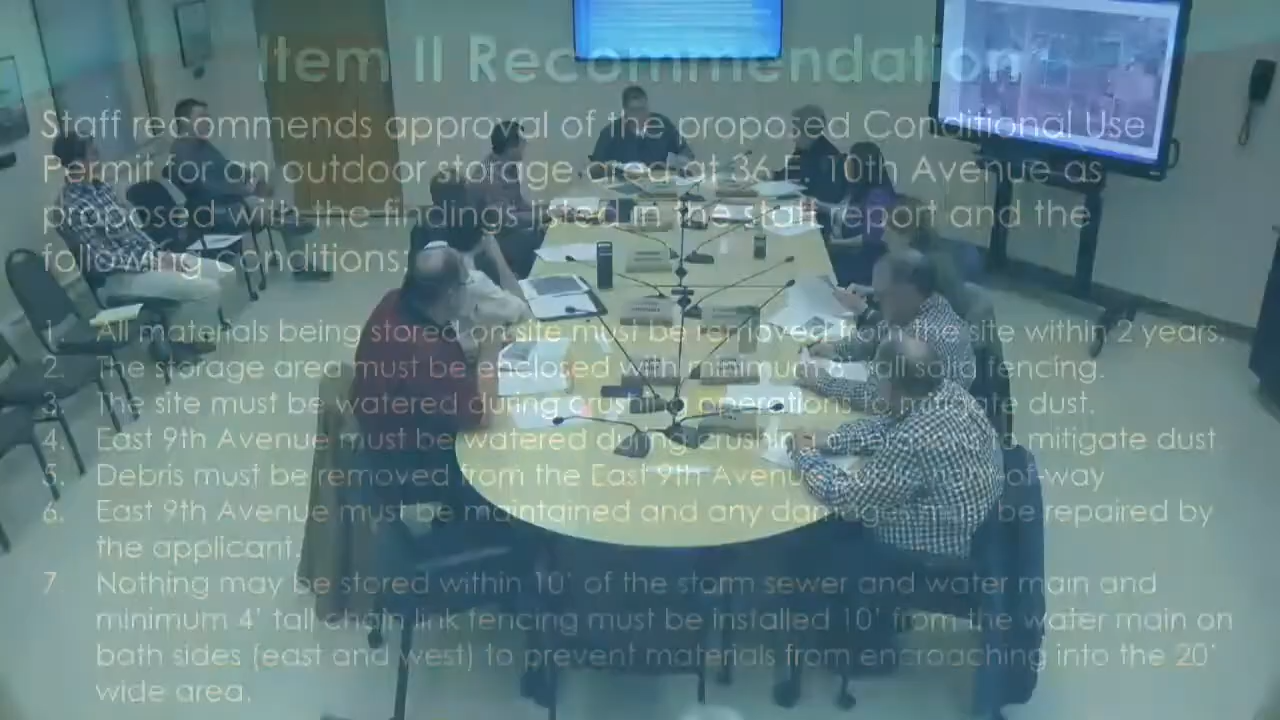 Item II Recommendation
Staff recommends approval of the proposed Conditional Use
Permit for an outdoor storage area at 36 E. 10th Avenue as
proposed with the findings listed in the staff report and the
following conditions:
1. All materials being stored onsite must be removed from the site within 2 years.
2. The storage area must be enclosed with minimum tall solid fencing.
3. The site must be watered during crushing operations to mitigate dust.
4. East 9th Avenue must be watered during crushing operations to mitigate dust
5. Debris must be removed from the East 9th Avenue right-of-way
6. East 9th Avenue must be maintained and any damage must be repaired by
the applicant.
7. Nothing may be stored within 10' of the storm sewer and water main and
minimum 4' tall chain link fencing must be installed 10' from the water main on
both sides (east and west) to prevent materials from encroaching into the 20'
wide area.